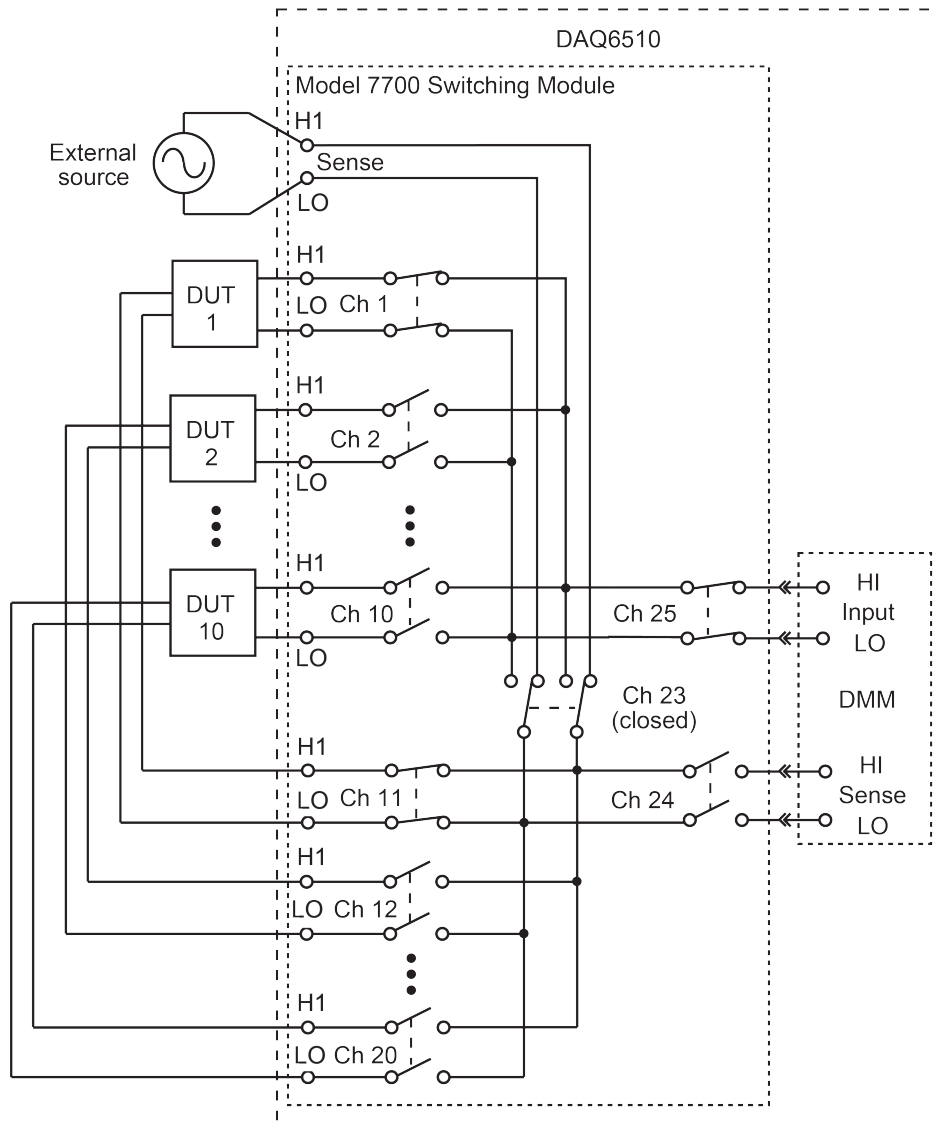 DAQ6510
Model 7700 Switching Module
H1
External
source
Sense
LO
H1
DUT
1
LO Ch 1
H1
DUT
2
Ch 2
LO
H1
DUT
10
Ch 10
LO
Ch 25
HI
Input
LO
DMM
Ch 23
(closed)
H1
LO Ch 11
Ch 24
HI
Sense
LO
H1
LO Ch 12
H1
LO Ch 20